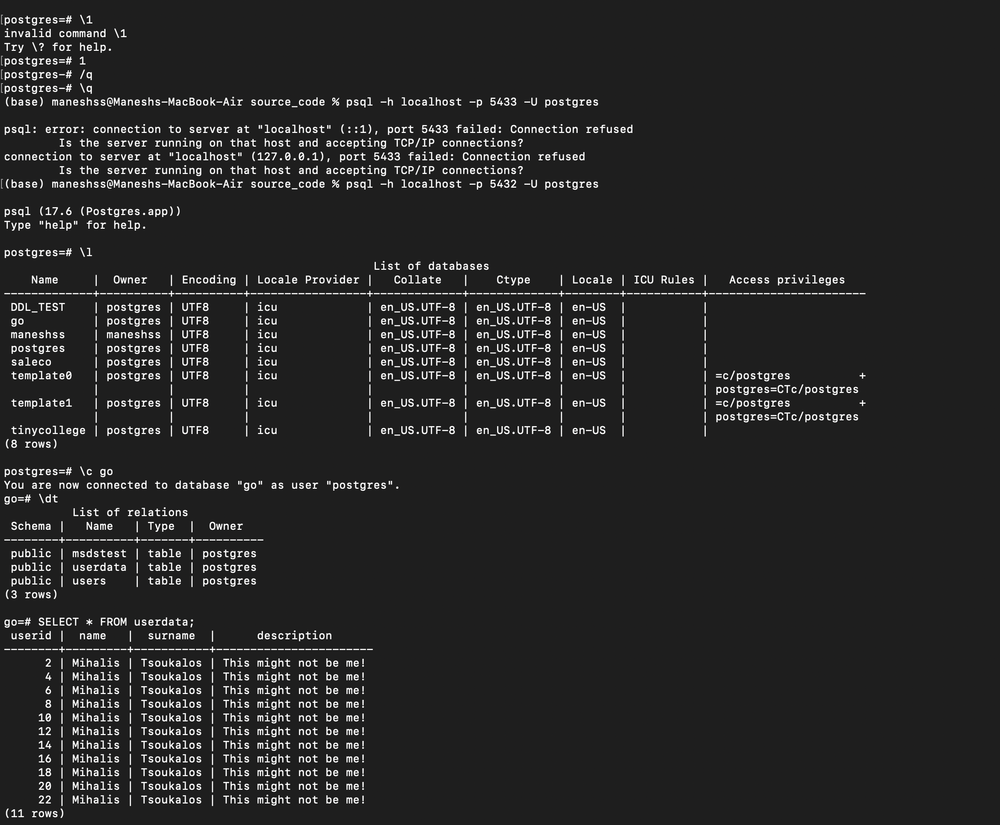 [postgres=# \1
invalid command \1
Try \? for help.
[postgres=# 1
[postgres-# /q
[postgres-# \q
(base) maneshss@Maneshs-MacBook-Air source_code % psql -h localhost -p 5433 -U postgres

psql: error: connection to server at "localhost" (::1), port 5433 failed: Connection refused
        Is the server running on that host and accepting TCP/IP connections?
connection to server at "localhost" (127.0.0.1), port 5433 failed: Connection refused
        Is the server running on that host and accepting TCP/IP connections?
[(base) maneshss@Maneshs-MacBook-Air source_code % psql -h localhost -p 5432 -U postgres

psql (17.6 (Postgres.app))
Type "help" for help.

postgres=# \l
                                                      List of databases
    Name     |  Owner   | Encoding | Locale Provider |   Collate   |    Ctype    | Locale | ICU Rules |   Access privileges
-------------+----------+----------+-----------------+-------------+-------------+--------+-----------+-----------------------
 DDL_TEST    | postgres | UTF8     | icu             | en_US.UTF-8 | en_US.UTF-8 | en-US  |           |
 go          | postgres | UTF8     | icu             | en_US.UTF-8 | en_US.UTF-8 | en-US  |           |
 maneshss    | maneshss | UTF8     | icu             | en_US.UTF-8 | en_US.UTF-8 | en-US  |           |
 postgres    | postgres | UTF8     | icu             | en_US.UTF-8 | en_US.UTF-8 | en-US  |           |
 saleco      | postgres | UTF8     | icu             | en_US.UTF-8 | en_US.UTF-8 | en-US  |           |
 template0   | postgres | UTF8     | icu             | en_US.UTF-8 | en_US.UTF-8 | en-US  |           | =c/postgres          +
             |          |          |                 |             |             |        |           | postgres=CTc/postgres
 template1   | postgres | UTF8     | icu             | en_US.UTF-8 | en_US.UTF-8 | en-US  |           | =c/postgres          +
             |          |          |                 |             |             |        |           | postgres=CTc/postgres
 tinycollege | postgres | UTF8     | icu             | en_US.UTF-8 | en_US.UTF-8 | en-US  |           |
(8 rows)

postgres=# \c go
You are now connected to database "go" as user "postgres".
go=# \dt
          List of relations
 Schema |   Name   | Type  |  Owner
--------+----------+-------+----------
 public | msdstest | table | postgres
 public | userdata | table | postgres
 public | users    | table | postgres
(3 rows)

go=# SELECT * FROM userdata;
 userid |  name   |  surname  |      description
--------+---------+-----------+-----------------------
      2 | Mihalis | Tsoukalos | This might not be me!
      4 | Mihalis | Tsoukalos | This might not be me!
      6 | Mihalis | Tsoukalos | This might not be me!
      8 | Mihalis | Tsoukalos | This might not be me!
     10 | Mihalis | Tsoukalos | This might not be me!
     12 | Mihalis | Tsoukalos | This might not be me!
     14 | Mihalis | Tsoukalos | This might not be me!
     16 | Mihalis | Tsoukalos | This might not be me!
     18 | Mihalis | Tsoukalos | This might not be me!
     20 | Mihalis | Tsoukalos | This might not be me!
     22 | Mihalis | Tsoukalos | This might not be me!
(11 rows)